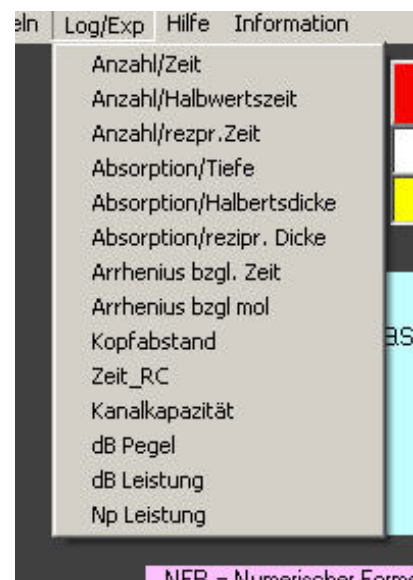 eln Log/Exp Hilfe Information
Anzahl/Zeit
Anzahl/Halbwertszeit
Anzahl/rezpr.Zeit
Absorption/Tiefe
Absorption/Halbertsdicke
Absorption/rezipr. Dicke
Arrhenius bzgl. Zeit
Arrhenius bzgl mol
Kopfabstand
as
Zeit_RC
Kanalkapazität
dB Pegel
dB Leistung
Np Leistung